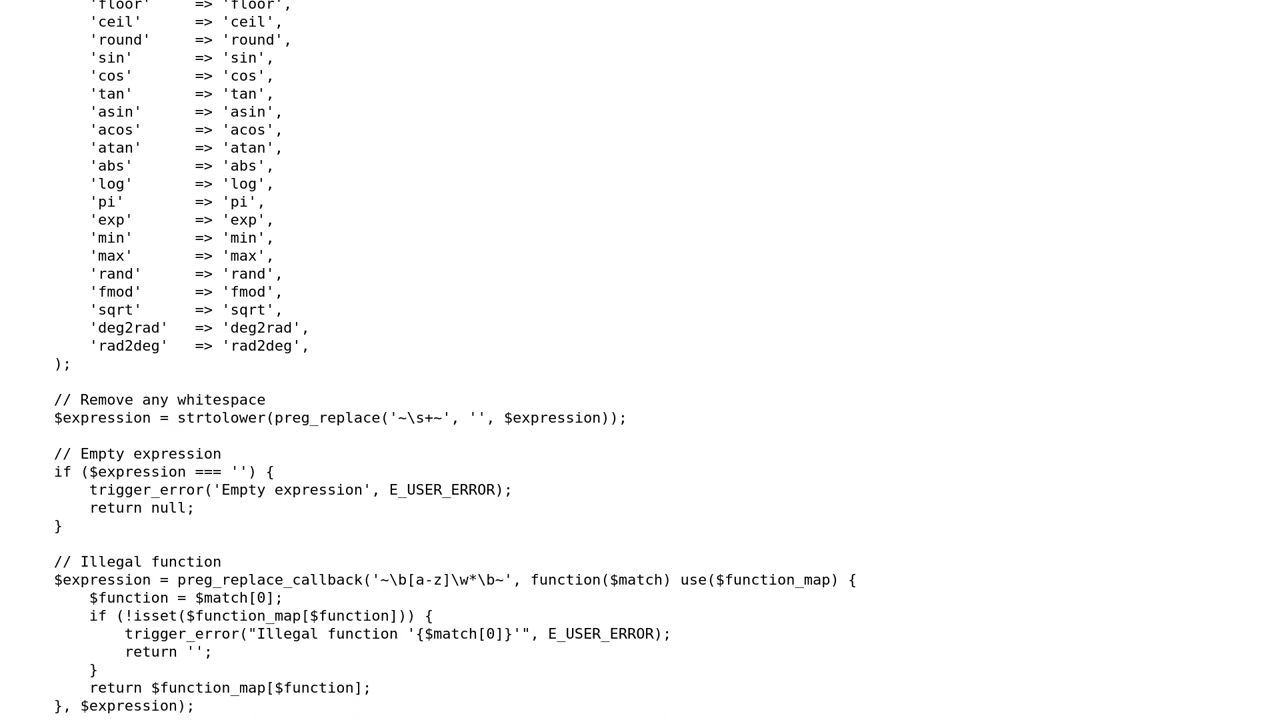 'floor'     => 'floor',
'ceil'      => 'ceil',
'round'     => 'round',
'sin'       => 'sin',
'cos'       => 'cos',
'tan'       => 'tan',
'asin'      => 'asin',
'acos'      => 'acos',
'atan'      => 'atan',
'abs'       => 'abs',
'log'       => 'log',
'pi'        => 'pi',
'exp'       => 'exp',
'min'       => 'min',
'max'       => 'max',
'rand'      => 'rand',
'fmod'      => 'fmod',
'sqrt'      => 'sqrt',
'deg2rad'   => 'deg2rad',
'rad2deg'   => 'rad2deg',
);
// Remove any whitespace
$expression = strtolower(preg_replace('~\s+~', '', $expression));
// Empty expression
if ($expression === '') {
trigger_error('Empty expression', E_USER_ERROR);
return null;
}
// Illegal function
$expression = preg_replace_callback('~\b[a-z]\w*\b~', function($match) use($function_map) {
$function = $match[0];
if (!isset($function_map[$function])) {
trigger_error("Illegal function '{$match[0]}'", E_USER_ERROR);
return '';
}
return $function_map[$function];
}, $expression);